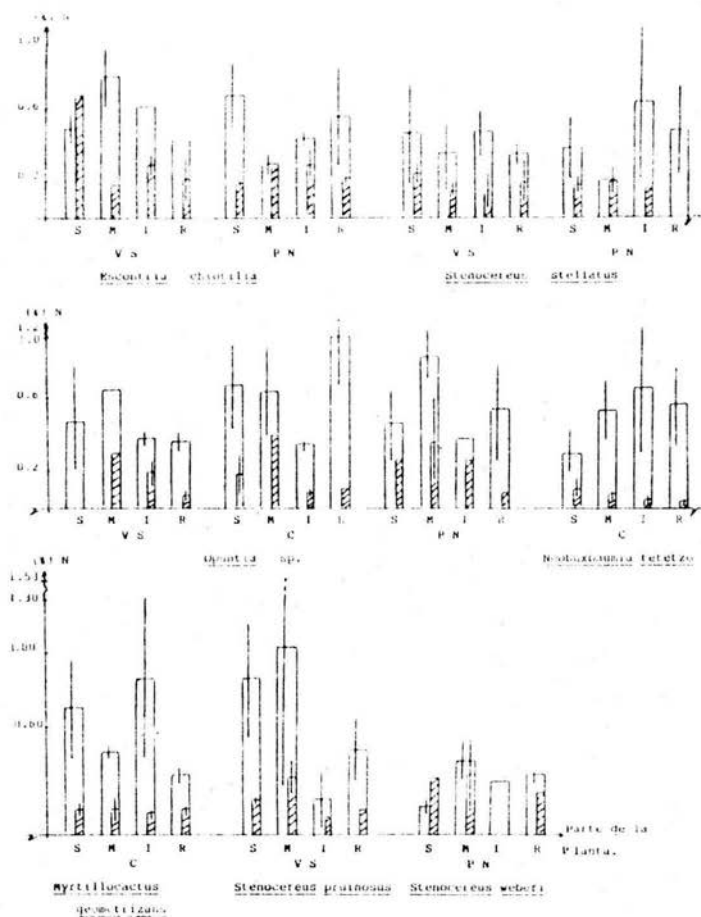 (%) N
1.0
0.6
0.2
S M I R S M I R S M I R S M I R
V S P N V S P N
Escontria chiotilla Stenocereus stellatus
(%) N
1.2
1.0
0.6
0.2
S M I R S M I R S M I R S M I R
V S C P N C
Opuntia sp. Neobuxbaumia tetetzo
(%) N
1.53
1.30
1.00
0.60
S M I R S M I R S M I R
Parte de la
Planta.
C V S P N
Myrtillocactus Stenocereus pruinosus Stenocereus weberi
geometrizans